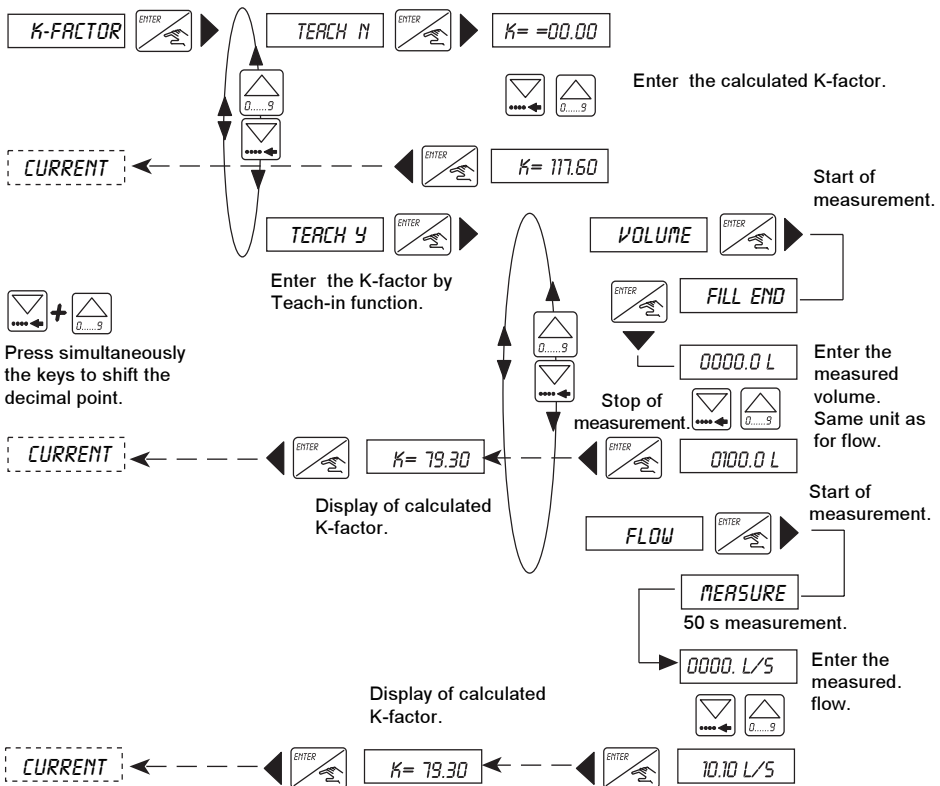 K-FACTOR
ENTER
TEACH N
ENTER
K= =00.00
0......9
Enter  the calculated K-factor.
0......9
CURRENT
ENTER
K= 117.60
Start of
measurement.
TEACH Y
ENTER
VOLUME
ENTER
Enter  the K-factor by
Teach-in function.
ENTER
FILL END
+
0......9
0......9
Press simultaneously
the keys to shift the
decimal point.
0000.0 L
Enter the
measured
volume.
Same unit as
for flow.
Stop of
measurement.
0......9
CURRENT
ENTER
K= 79.30
ENTER
0100.0 L
Display of calculated
K-factor.
Start of
measurement.
FLOW
ENTER
MEASURE
50 s measurement.
0000. L/S
Enter the
measured.
flow.
Display of calculated
K-factor.
0......9
CURRENT
ENTER
K= 79.30
ENTER
10.10 L/S